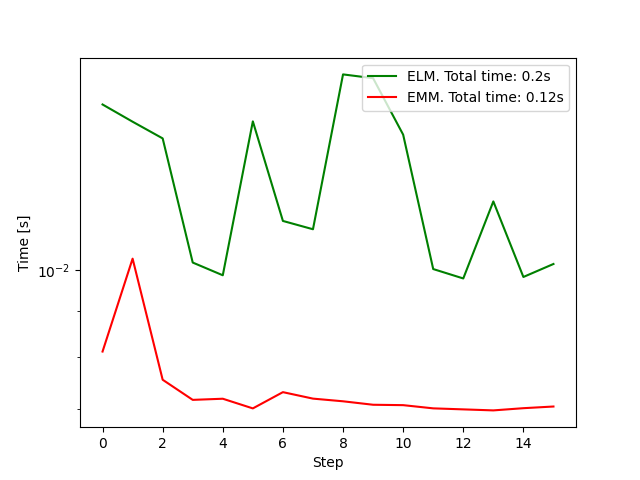 ELM. Total time: 0.2s
EMM. Total time: 0.12s
Time [s]
10⁻²
0 2 4 6 8 10 12 14
Step